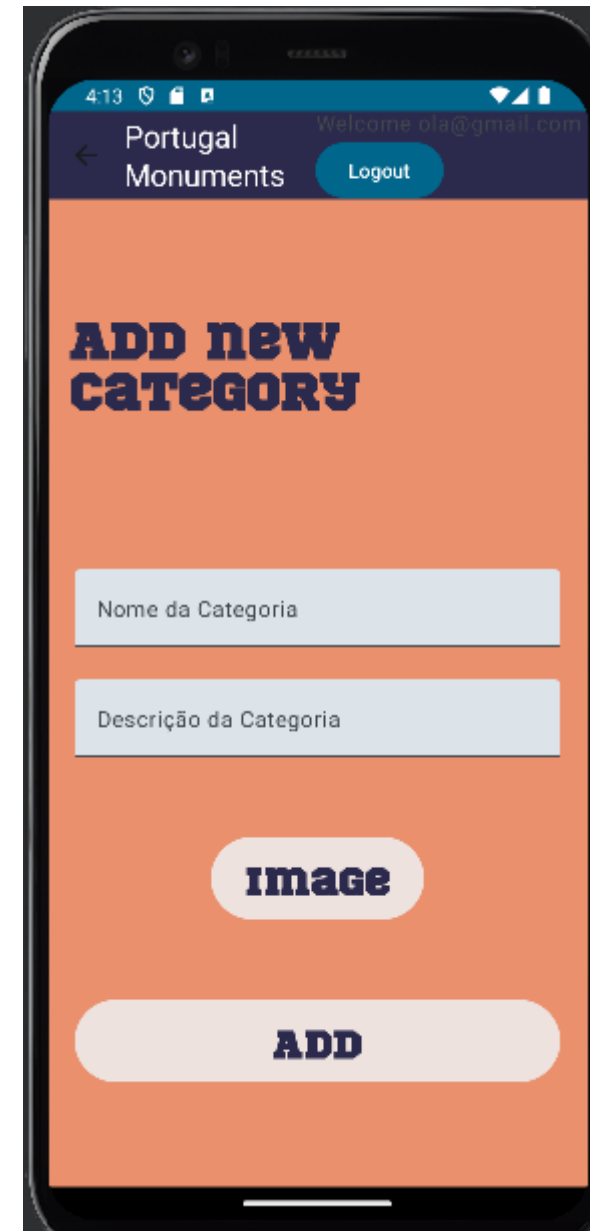 4:13
Portugal
Monuments
Welcome ola@gmail.com
Logout
ADD new
category
Nome da Categoria
Descrição da Categoria
Image
ADD